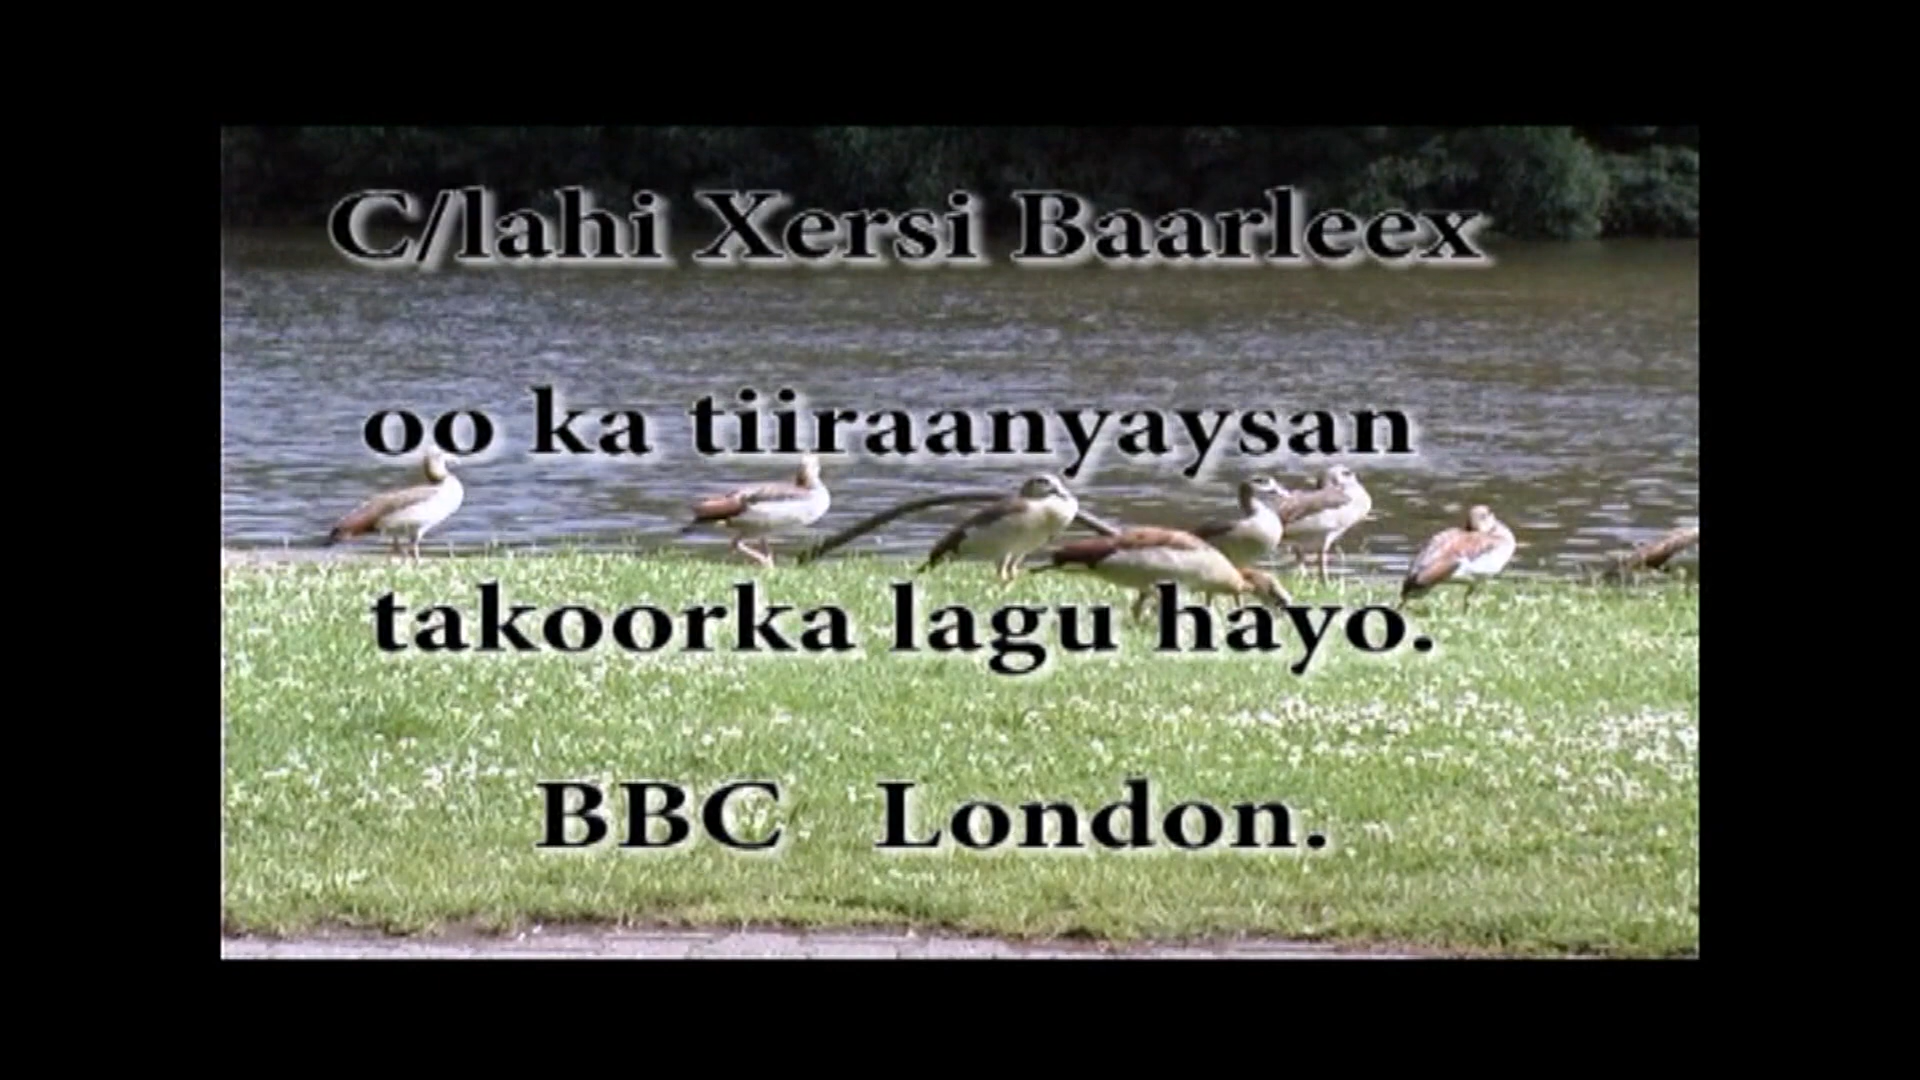 C/lahi Xersi Baarleex
oo ka tiiraanyaysan
takoorka lagu hayo.
BBC London.